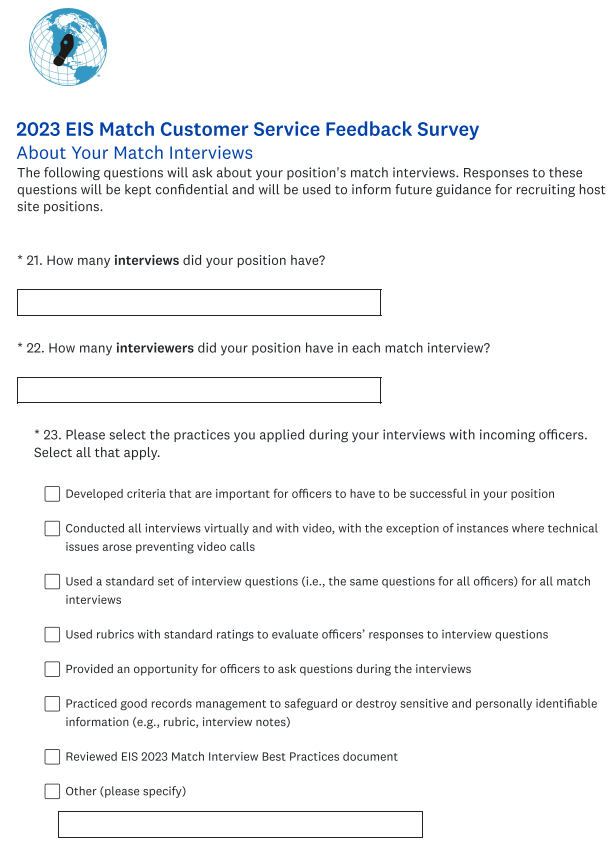 2023 EIS Match Customer Service Feedback Survey
About Your Match Interviews
The following questions will ask about your position's match interviews. Responses to these
questions will be kept confidential and will be used to inform future guidance for recruiting host
site positions.
* 21. How many interviews did your position have?
* 22. How many interviewers did your position have in each match interview?
* 23. Please select the practices you applied during your interviews with incoming officers.
Select all that apply.
Developed criteria that are important for officers to have to be successful in your position
Conducted all interviews virtually and with video, with the exception of instances where technical
issues arose preventing video calls
Used a standard set of interview questions (i.e., the same questions for all officers) for all match
interviews
Used rubrics with standard ratings to evaluate officers’ responses to interview questions
Provided an opportunity for officers to ask questions during the interviews
Practiced good records management to safeguard or destroy sensitive and personally identifiable
information (e.g., rubric, interview notes)
Reviewed EIS 2023 Match Interview Best Practices document
Other (please specify)